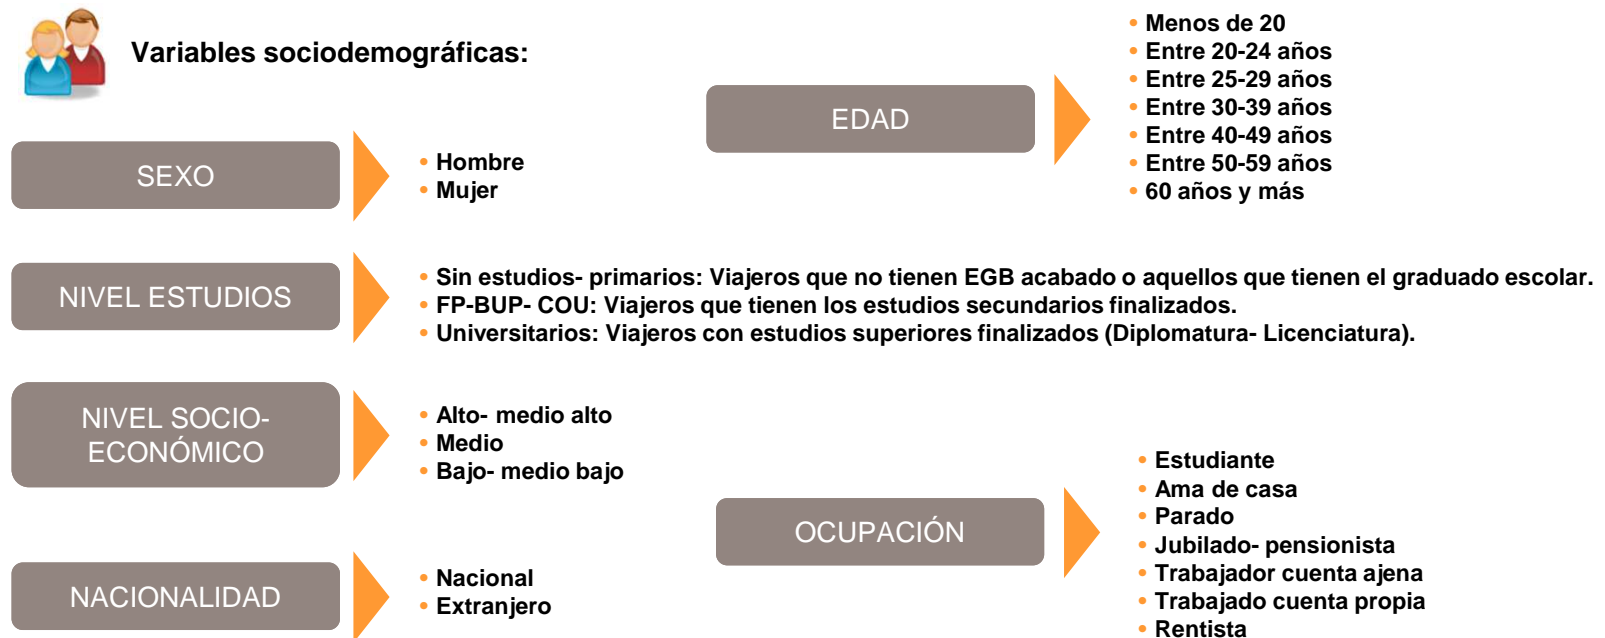 Variables sociodemográficas:
SEXO
• Hombre
• Mujer
EDAD
• Menos de 20
• Entre 20-24 años
• Entre 25-29 años
• Entre 30-39 años
• Entre 40-49 años
• Entre 50-59 años
• 60 años y más
NIVEL ESTUDIOS
• Sin estudios- primarios: Viajeros que no tienen EGB acabado o aquellos que tienen el graduado escolar.
• FP-BUP- COU: Viajeros que tienen los estudios secundarios finalizados.
• Universitarios: Viajeros con estudios superiores finalizados (Diplomatura- Licenciatura).
NIVEL SOCIO-
ECONÓMICO
• Alto- medio alto
• Medio
• Bajo- medio bajo
OCUPACIÓN
• Estudiante
• Ama de casa
• Parado
• Jubilado- pensionista
• Trabajador cuenta ajena
• Trabajado cuenta propia
• Rentista
NACIONALIDAD
• Nacional
• Extranjero